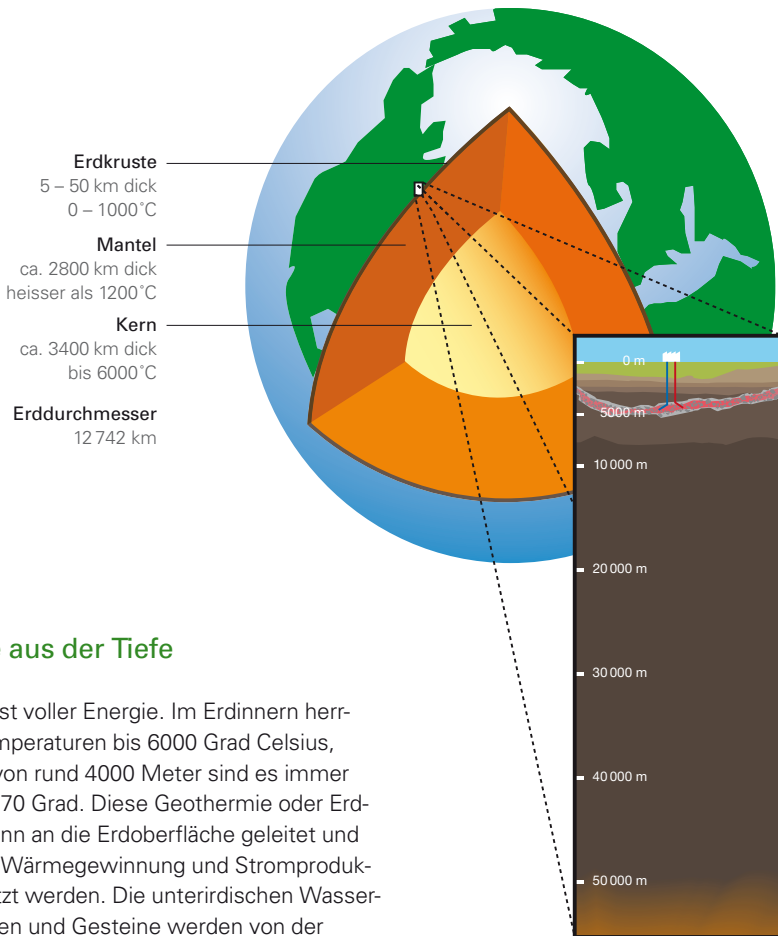 Erdkruste
5 – 50 km dick
0 – 1000°C
Mantel
ca. 2800 km dick
heisser als 1200°C
Kern
ca. 3400 km dick
bis 6000°C
Erddurchmesser
12 742 km
0 m
5000 m
10 000 m
20 000 m
30 000 m
40 000 m
50 000 m
aus der Tiefe
st voller Energie. Im Erdinnern herr-
mperaturen bis 6000 Grad Celsius,
von rund 4000 Meter sind es immer
70 Grad. Diese Geothermie oder Erd-
nn an die Erdoberfläche geleitet und
Wärmegewinnung und Stromproduk-
tzt werden. Die unterirdischen Wasser-
en und Gesteine werden von der